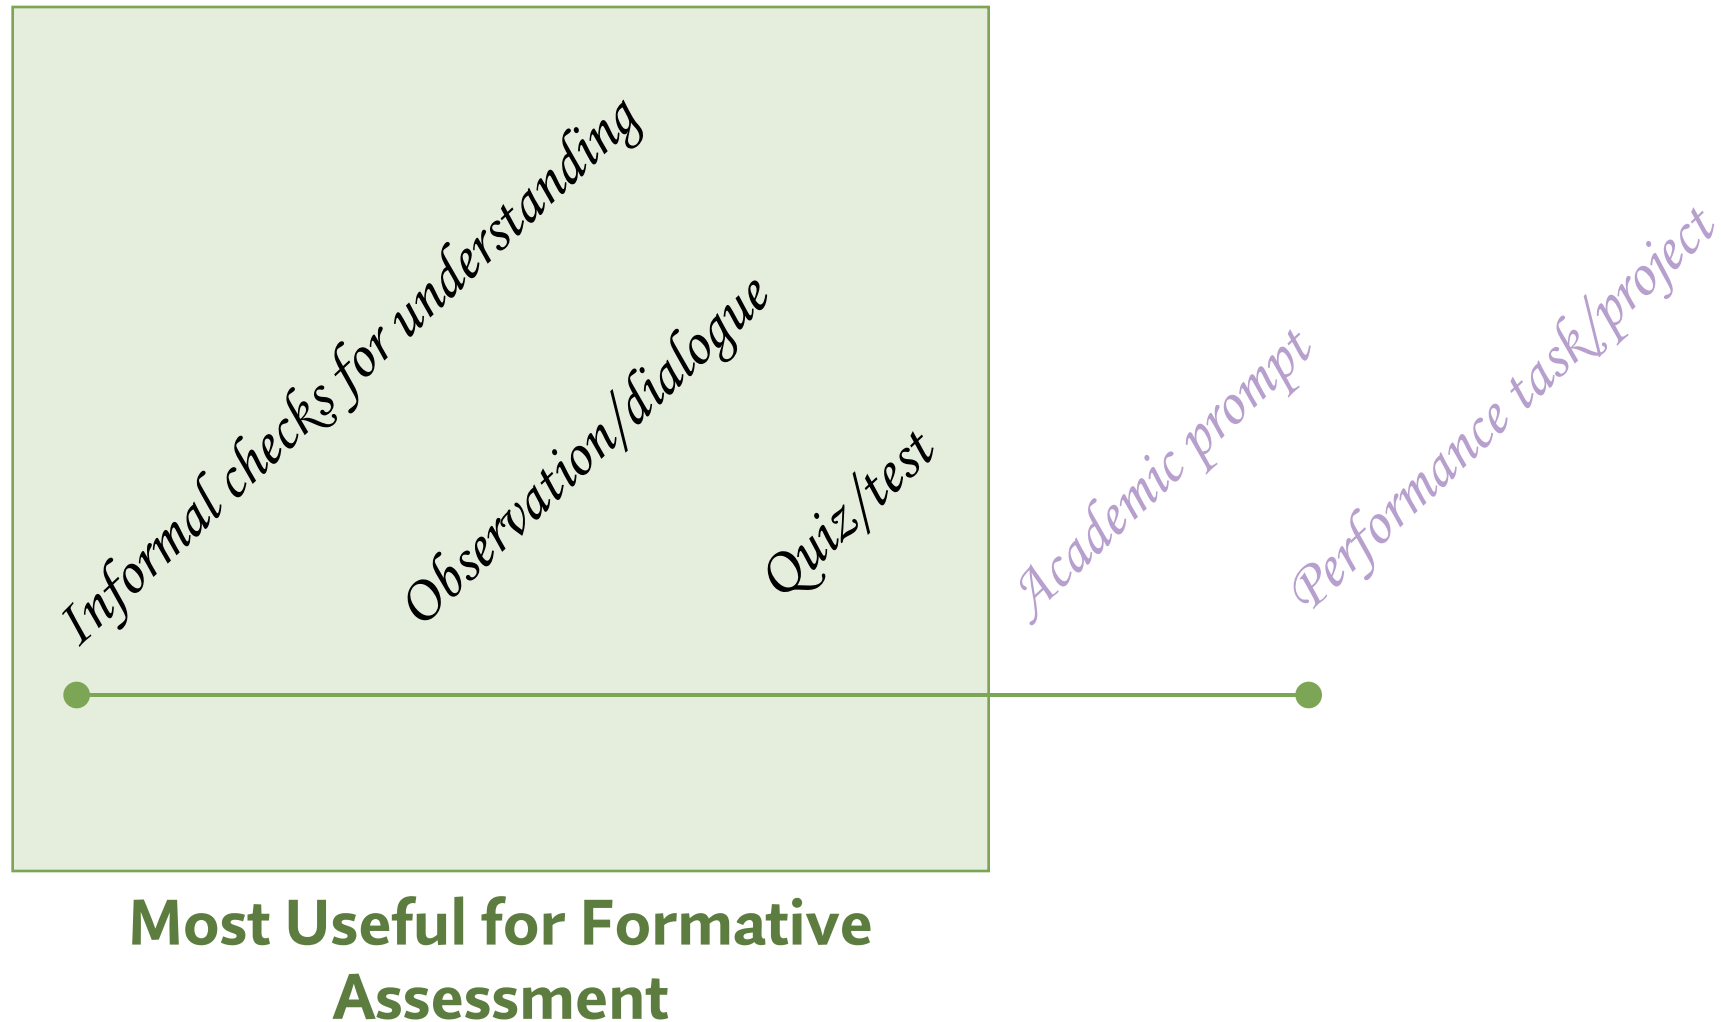 Informal checks for understanding
Observation/dialogue
Quiz/test
Academic prompt
Performance task/project
Most Useful for Formative
Assessment